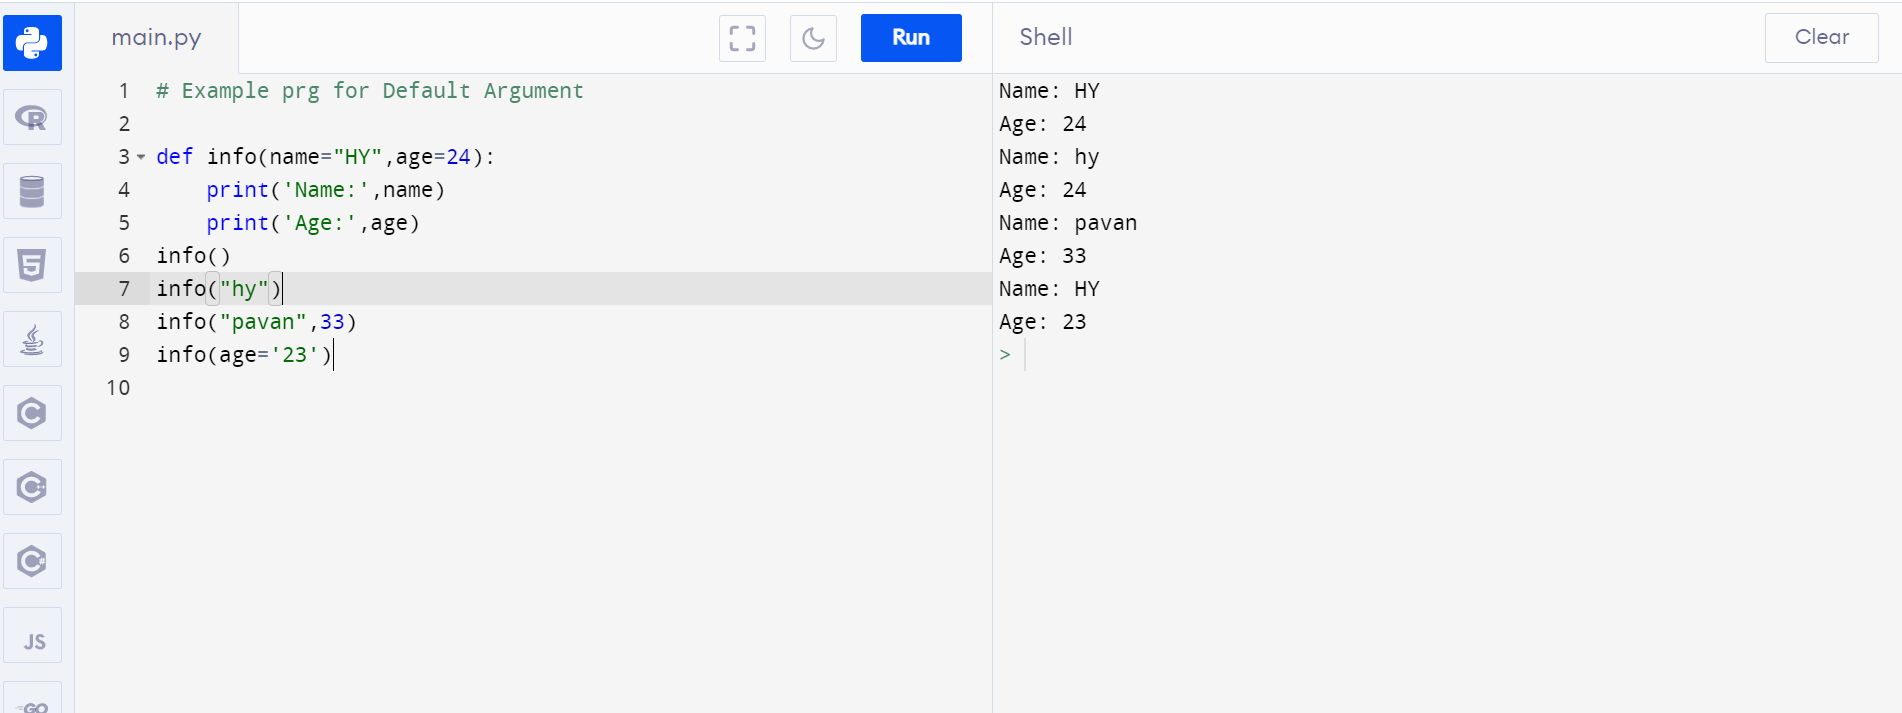 main.py
Run
1 # Example prg for Default Argument
2
3 def info(name="HY",age=24):
4     print('Name:',name)
5     print('Age:',age)
6 info()
7 info("hy")
8 info("pavan",33)
9 info(age='23')
10
Shell
Clear
Name: HY
Age: 24
Name: hy
Age: 24
Name: pavan
Age: 33
Name: HY
Age: 23
>
R
5
C
C
C
JS
GO